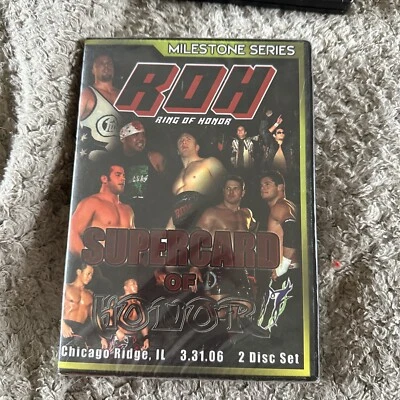 MILESTONE SERIES
ROH
RING OF HONOR
SUPERCARD
OF
HONOR
Chicago Ridge, IL 3.31.06 2 Disc Set